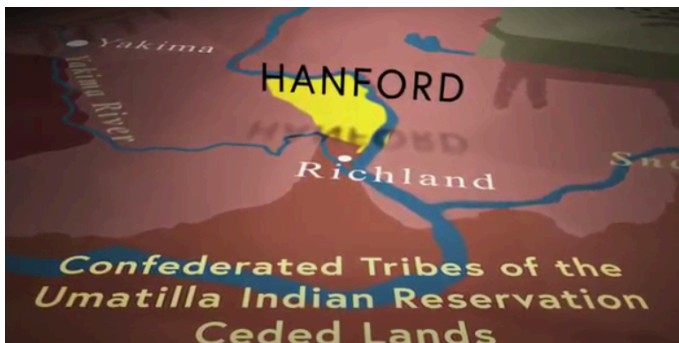 Yakima
HANFORD
Yakima River
Richland
Confederated Tribes of the
Umatilla Indian Reservation
Ceded Lands